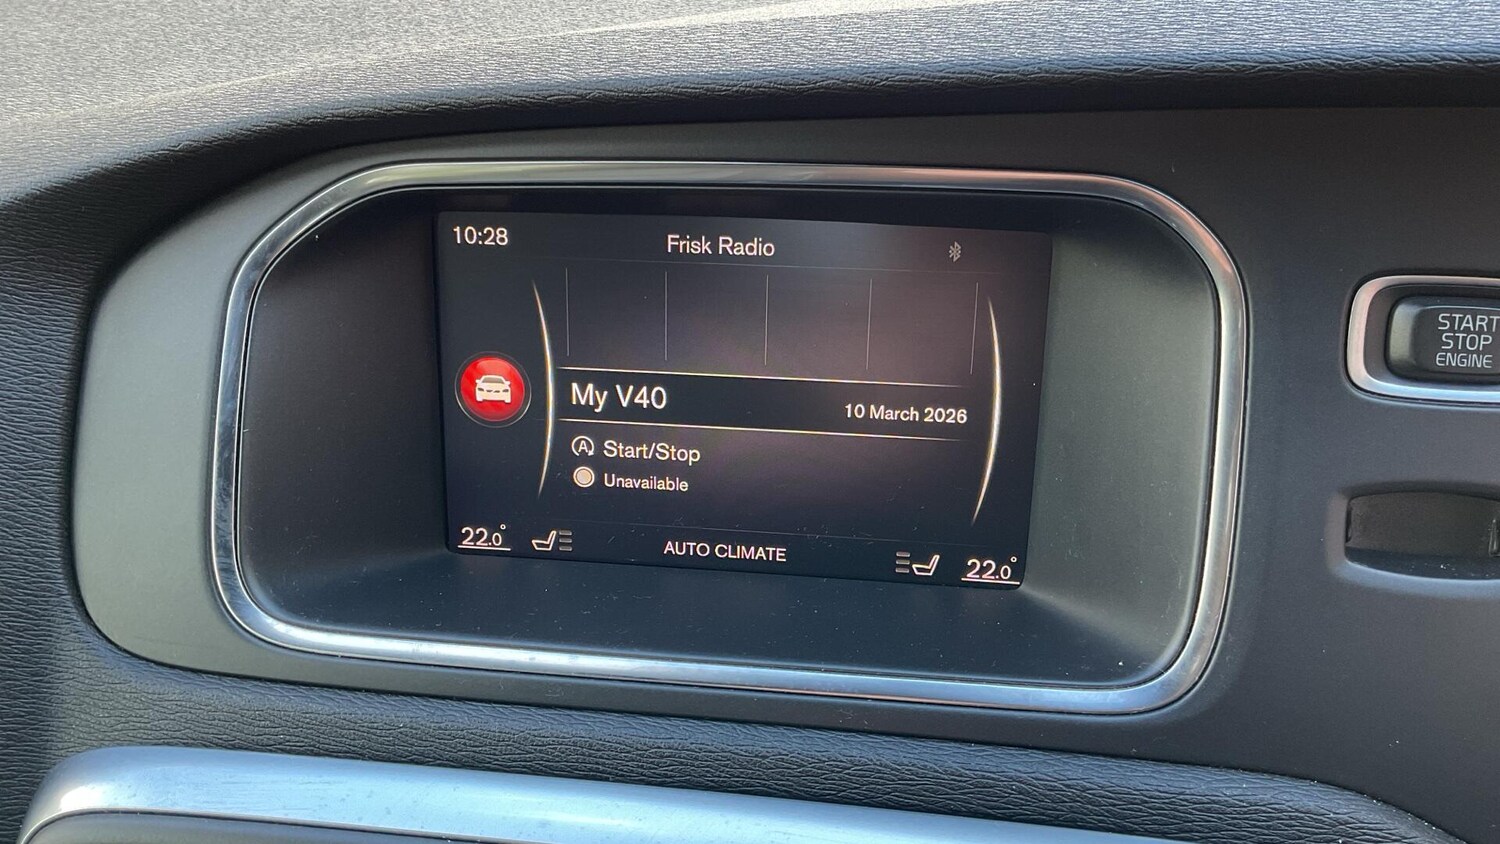 10:28
Frisk Radio
My V40
10 March 2026
A Start/Stop
Unavailable
22.0°
AUTO CLIMATE
22.0°
START
STOP
ENGINE